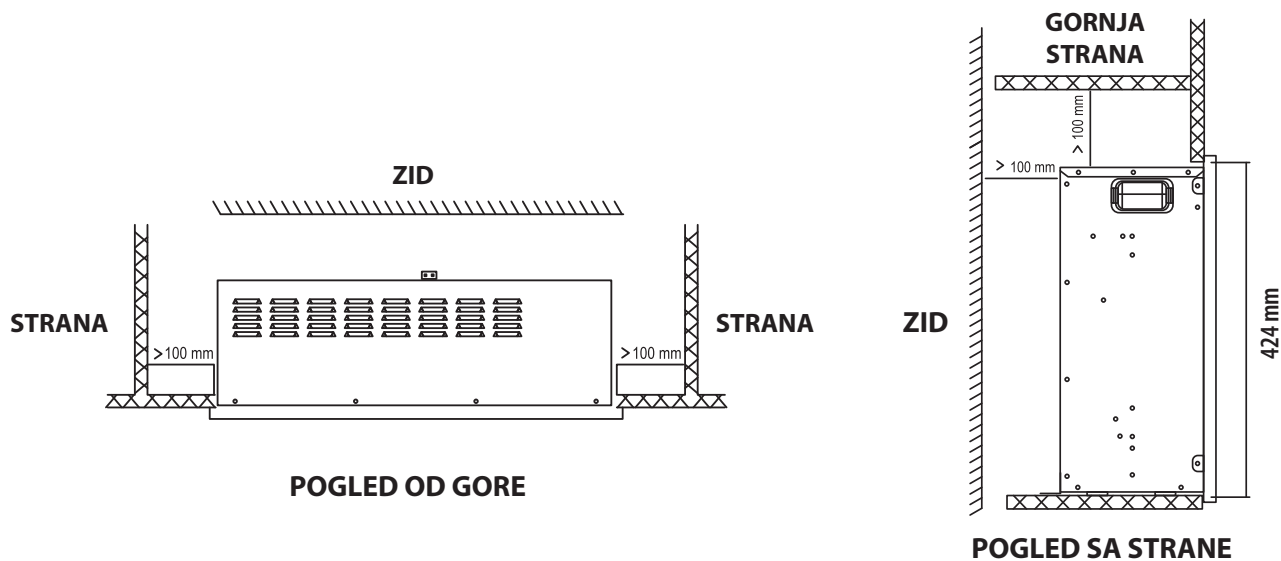 ZID
STRANA
STRANA
>100 mm
>100 mm
POGLED OD GORE
GORNJA
STRANA
> 100 mm
> 100 mm
ZID
424 mm
POGLED SA STRANE